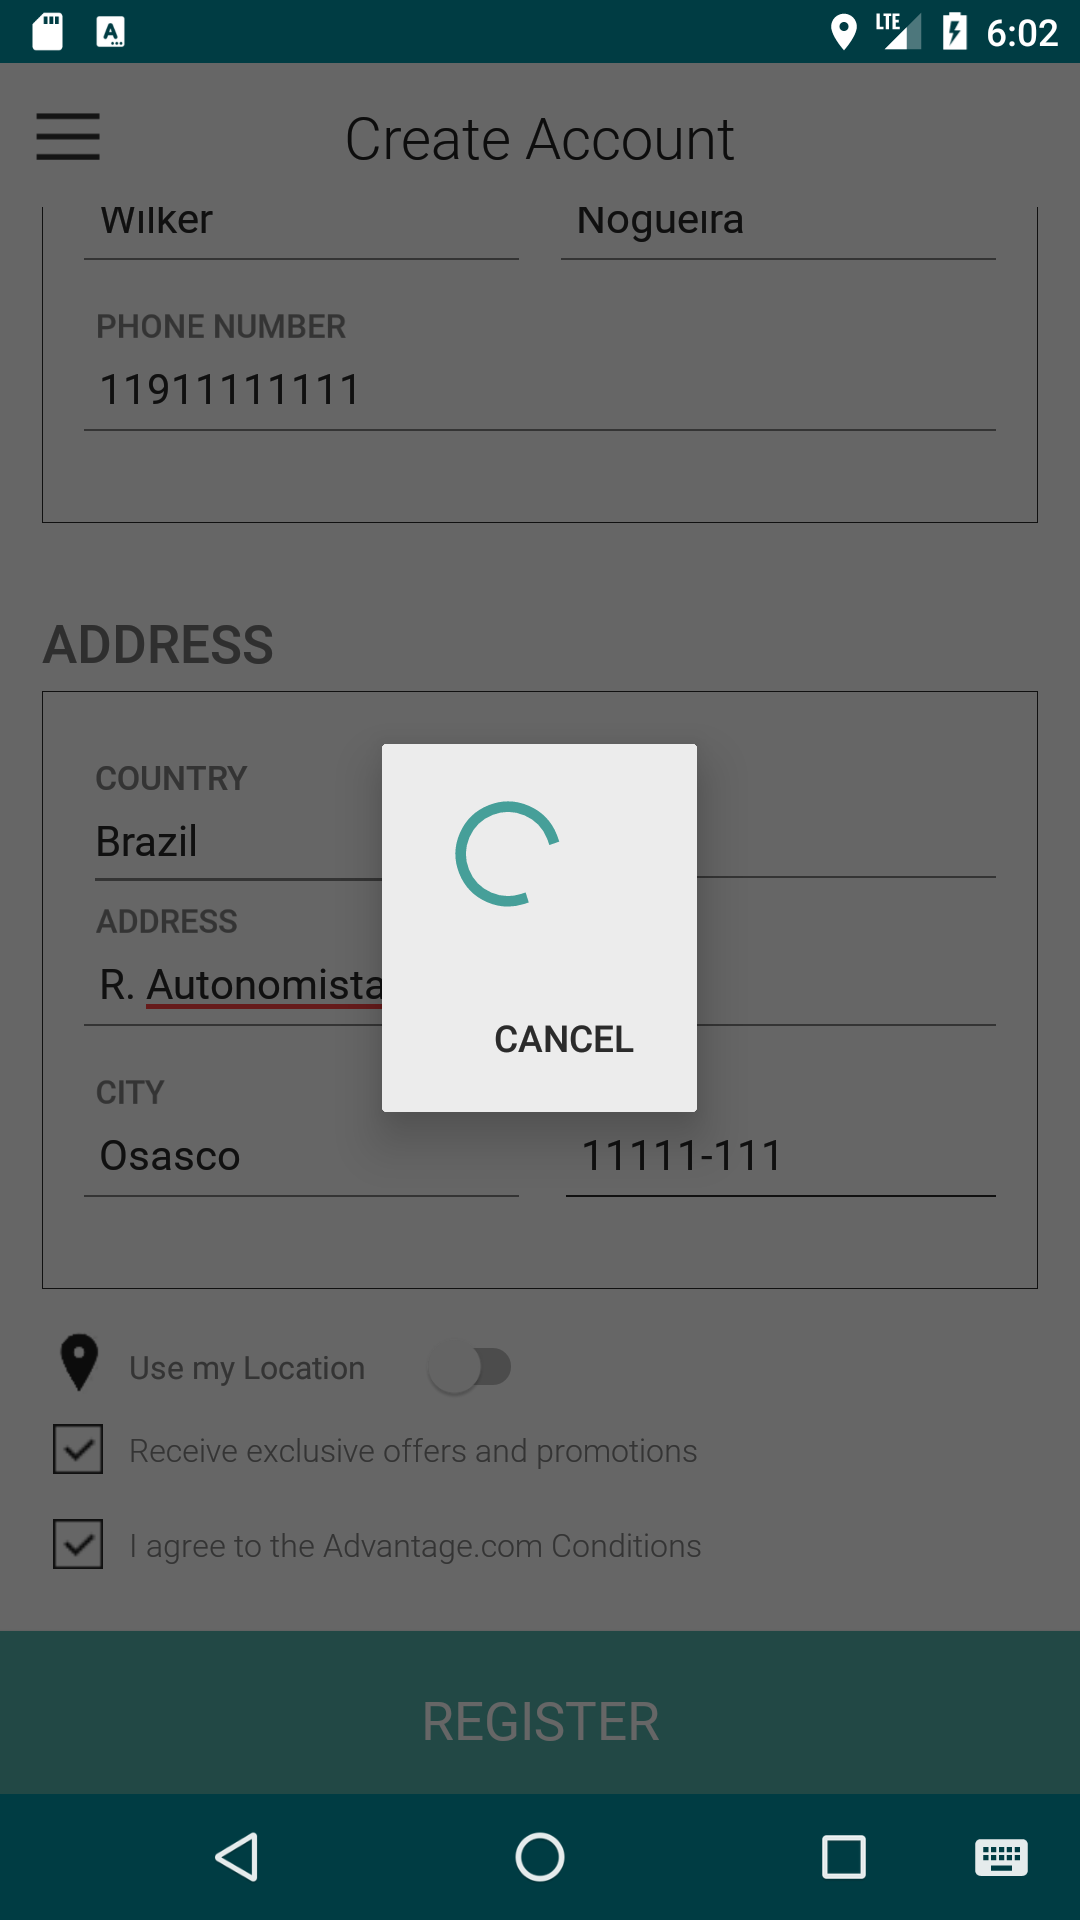 LTE 6:02
Create Account
Wilker Nogueira
PHONE NUMBER
11911111111
ADDRESS
COUNTRY
Brazil
ADDRESS
R. Autonomista
CANCEL
CITY
Osasco 11111-111
Use my Location
Receive exclusive offers and promotions
I agree to the Advantage.com Conditions
REGISTER